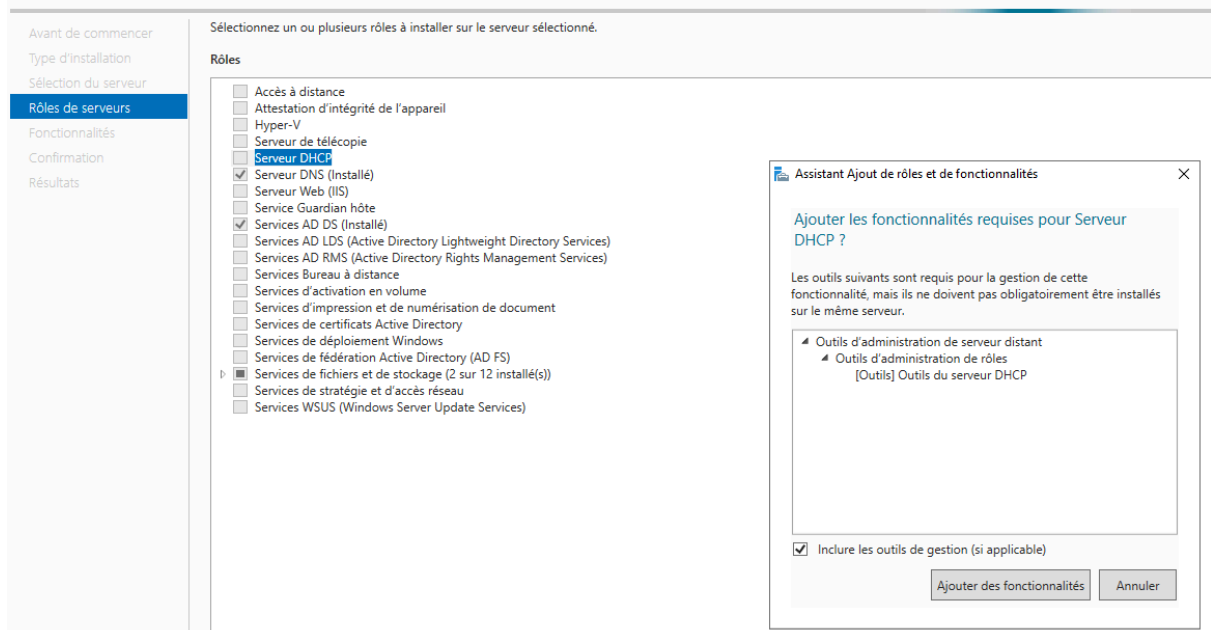 Avant de commencer
Type d'installation
Sélection du serveur
Rôles de serveurs
Fonctionnalités
Confirmation
Résultats
Sélectionnez un ou plusieurs rôles à installer sur le serveur sélectionné.
Rôles
Accès à distance
Attestation d'intégrité de l'appareil
Hyper-V
Serveur de télécopie
Serveur DHCP
Serveur DNS (Installé)
Serveur Web (IIS)
Service Guardian hôte
Services AD DS (Installé)
Services AD LDS (Active Directory Lightweight Directory Services)
Services AD RMS (Active Directory Rights Management Services)
Services Bureau à distance
Services d'activation en volume
Services d'impression et de numérisation de document
Services de certificats Active Directory
Services de déploiement Windows
Services de fédération Active Directory (AD FS)
Services de fichiers et de stockage (2 sur 12 installé(s))
Services de stratégie et d'accès réseau
Services WSUS (Windows Server Update Services)
Assistant Ajout de rôles et de fonctionnalités
Ajouter les fonctionnalités requises pour Serveur
DHCP ?
Les outils suivants sont requis pour la gestion de cette
fonctionnalité, mais ils ne doivent pas obligatoirement être installés
sur le même serveur.
Outils d'administration de serveur distant
Outils d'administration de rôles
[Outils] Outils du serveur DHCP
Inclure les outils de gestion (si applicable)
Ajouter des fonctionnalités
Annuler